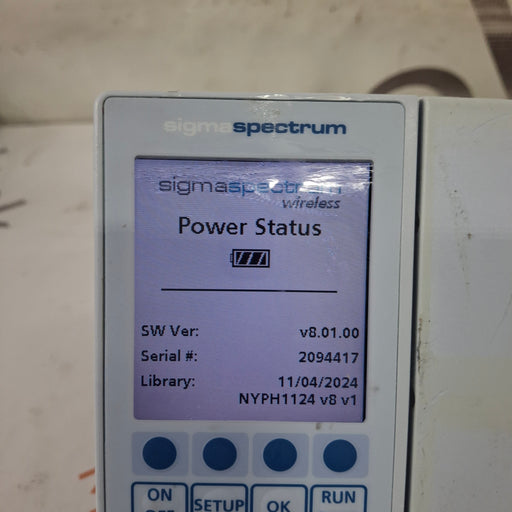 sigmaspectrum
sigmaspectrum
wireless
Power Status
SW Ver: v8.01.00
Serial #: 2094417
Library: 11/04/2024
NYPH1124 v8 v1
ON SETUP OK RUN
OFF